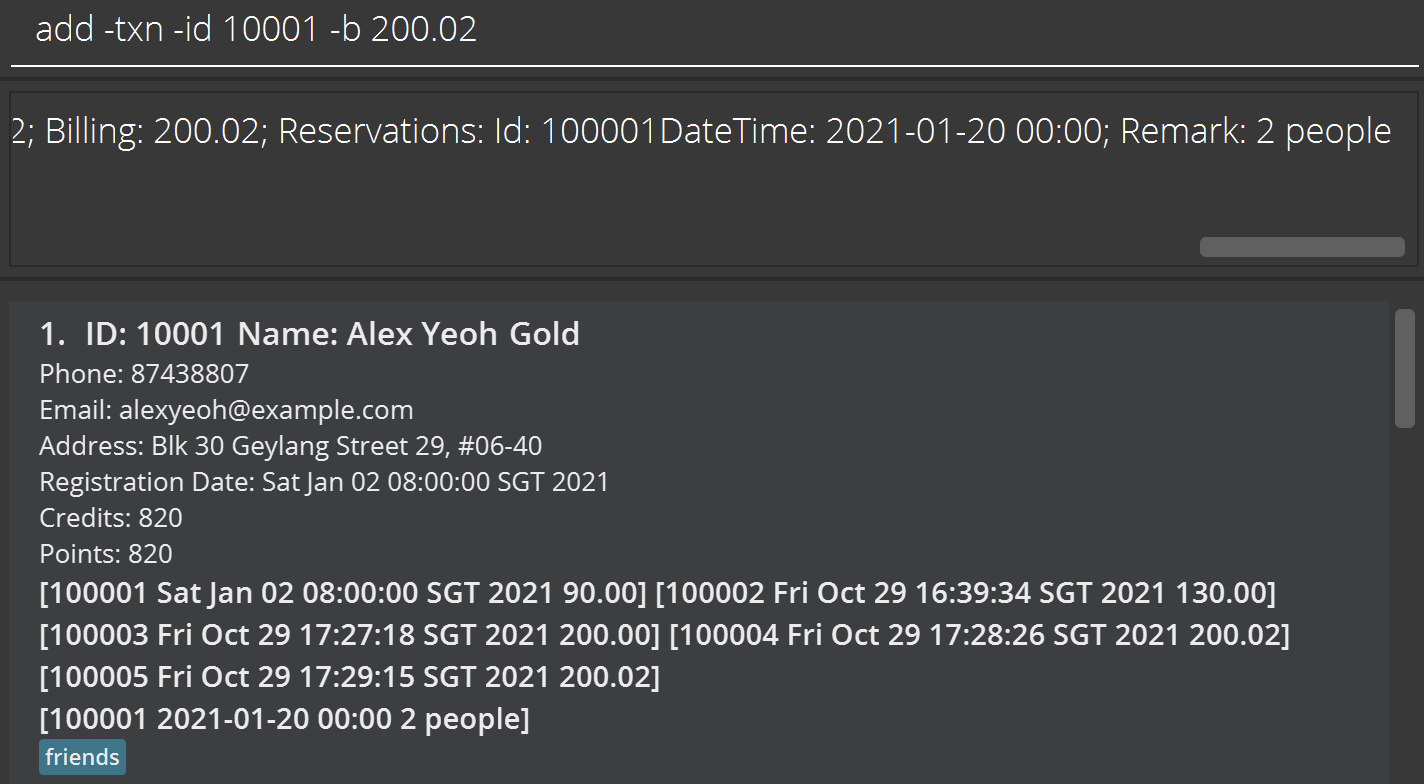 add -txn -id 10001 -b 200.02
2; Billing: 200.02; Reservations: Id: 100001DateTime: 2021-01-20 00:00; Remark: 2 people
1. ID: 10001 Name: Alex Yeoh Gold
Phone: 87438807
Email: alexyeoh@example.com
Address: Blk 30 Geylang Street 29, #06-40
Registration Date: Sat Jan 02 08:00:00 SGT 2021
Credits: 820
Points: 820
[100001 Sat Jan 02 08:00:00 SGT 2021 90.00] [100002 Fri Oct 29 16:39:34 SGT 2021 130.00]
[100003 Fri Oct 29 17:27:18 SGT 2021 200.00] [100004 Fri Oct 29 17:28:26 SGT 2021 200.02]
[100005 Fri Oct 29 17:29:15 SGT 2021 200.02]
[100001 2021-01-20 00:00 2 people]
friends